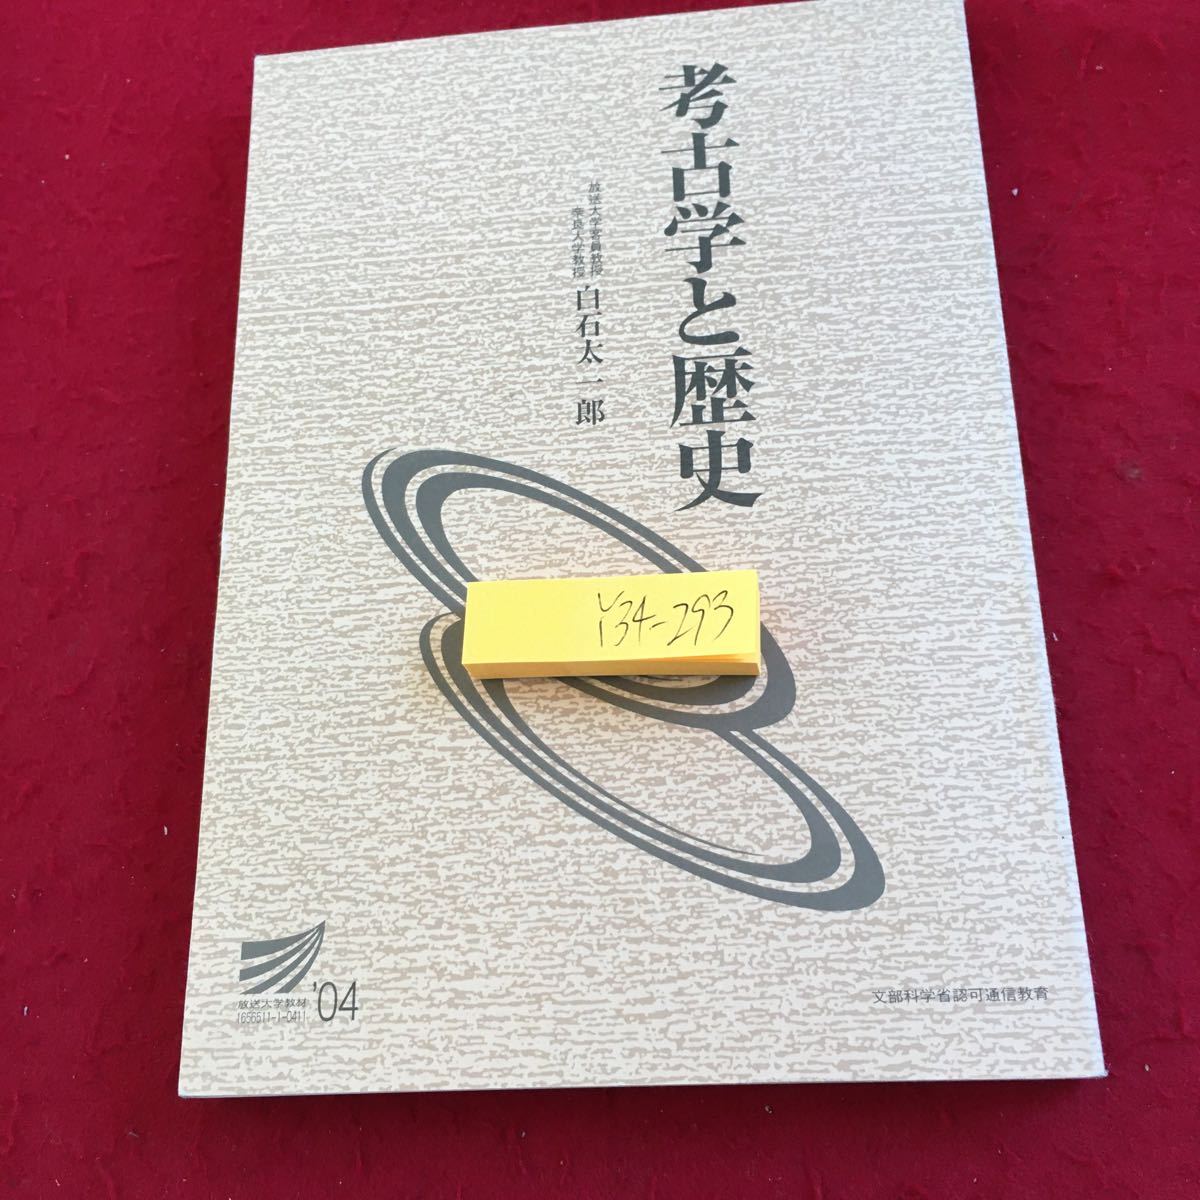 考古学と歴史
放送大学客員教授
奈良大学教授
白石太一郎
Y34-293
放送大学教材
1656511-1-0411
'04
文部科学省認可通信教育